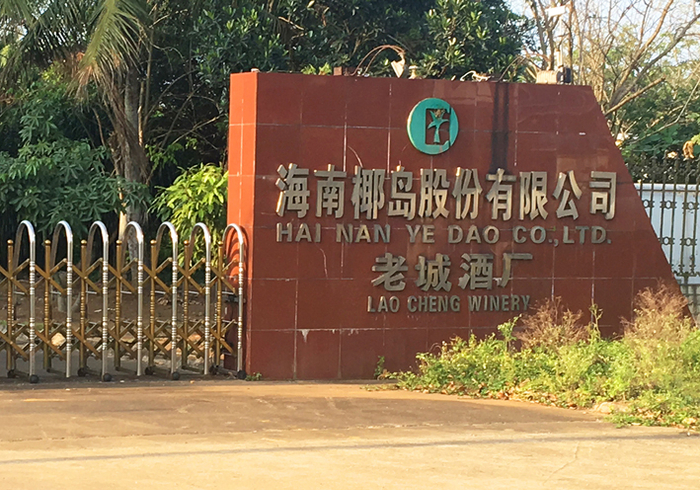 海南椰岛股份有限公司
HAI NAN YE DAO CO.,LTD.
老城酒厂
LAO CHENG WINERY